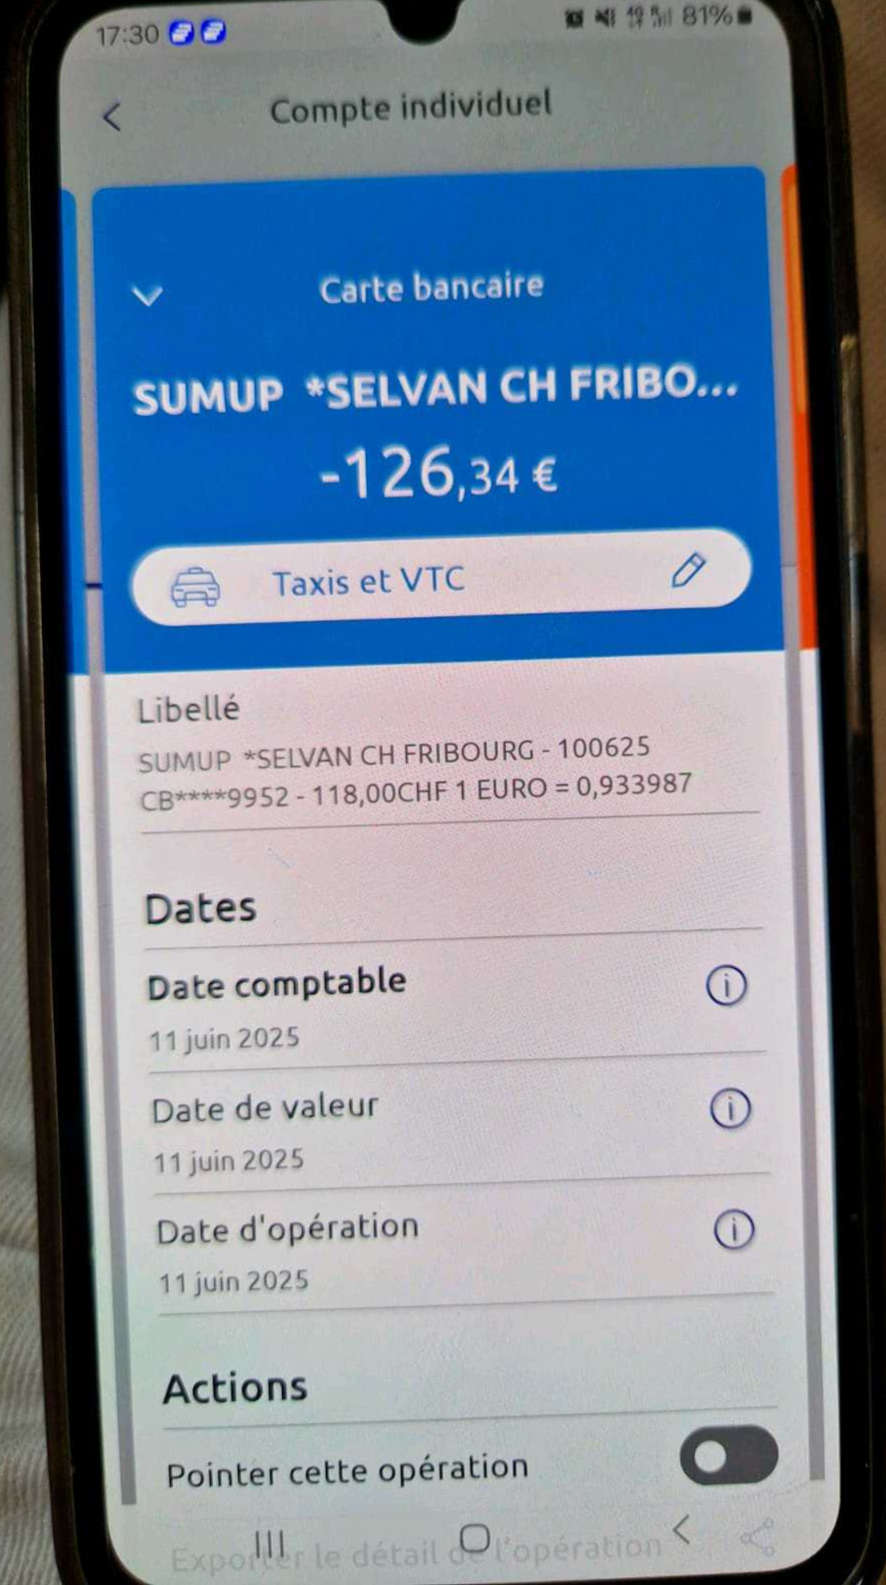 17:30 81%
Compte individuel
Carte bancaire
SUMUP *SELVAN CH FRIBO...
-126,34 €
Taxis et VTC
Libellé
SUMUP *SELVAN CH FRIBOURG - 100625
CB****9952 - 118,00CHF 1 EURO = 0,933987
Dates
Date comptable
11 juin 2025
Date de valeur
11 juin 2025
Date d'opération
11 juin 2025
Actions
Pointer cette opération
Exporter le détail de l'opération